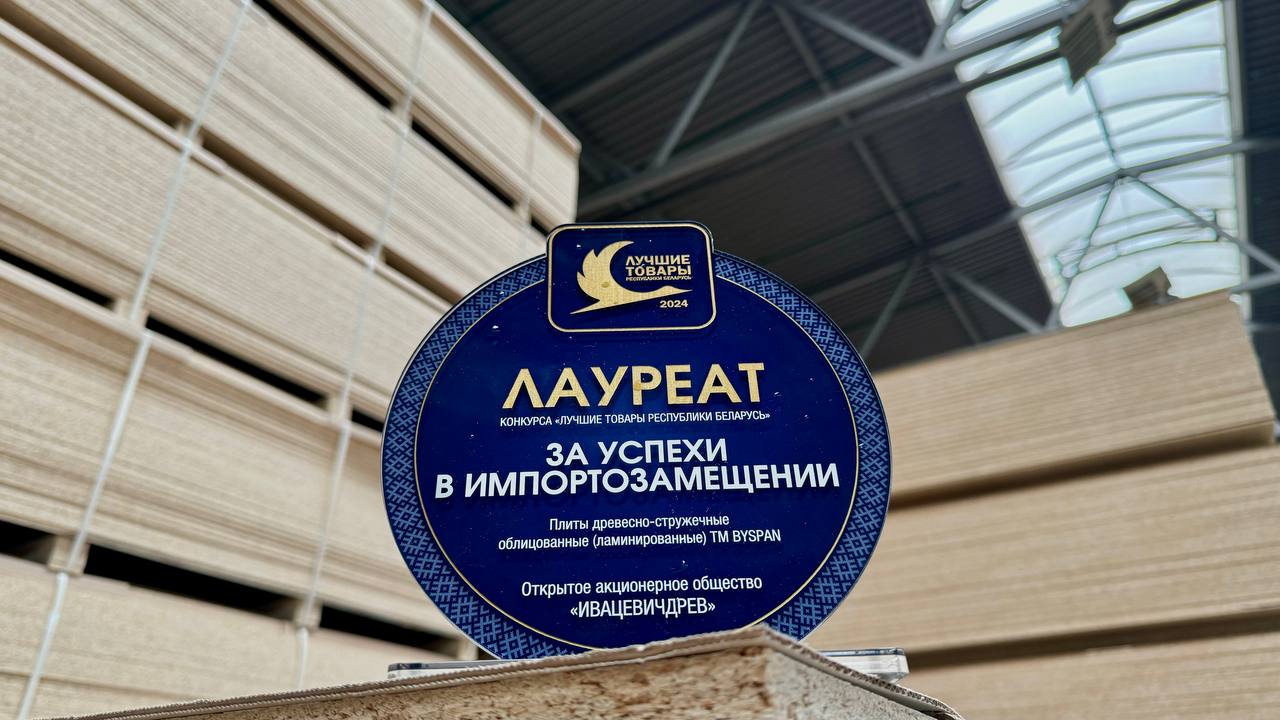 ЛУЧШИЕ
ТОВАРЫ
РЕСПУБЛИКИ БЕЛАРУСЬ
2024
ЛАУРЕАТ
КОНКУРСА «ЛУЧШИЕ ТОВАРЫ РЕСПУБЛИКИ БЕЛАРУСЬ»
ЗА УСПЕХИ
В ИМПОРТОЗАМЕЩЕНИИ
Плиты древесно-стружечные
облицованные (ламинированные) ТМ BYSPAN
Открытое акционерное общество
«ИВАЦЕВИЧДРЕВ»